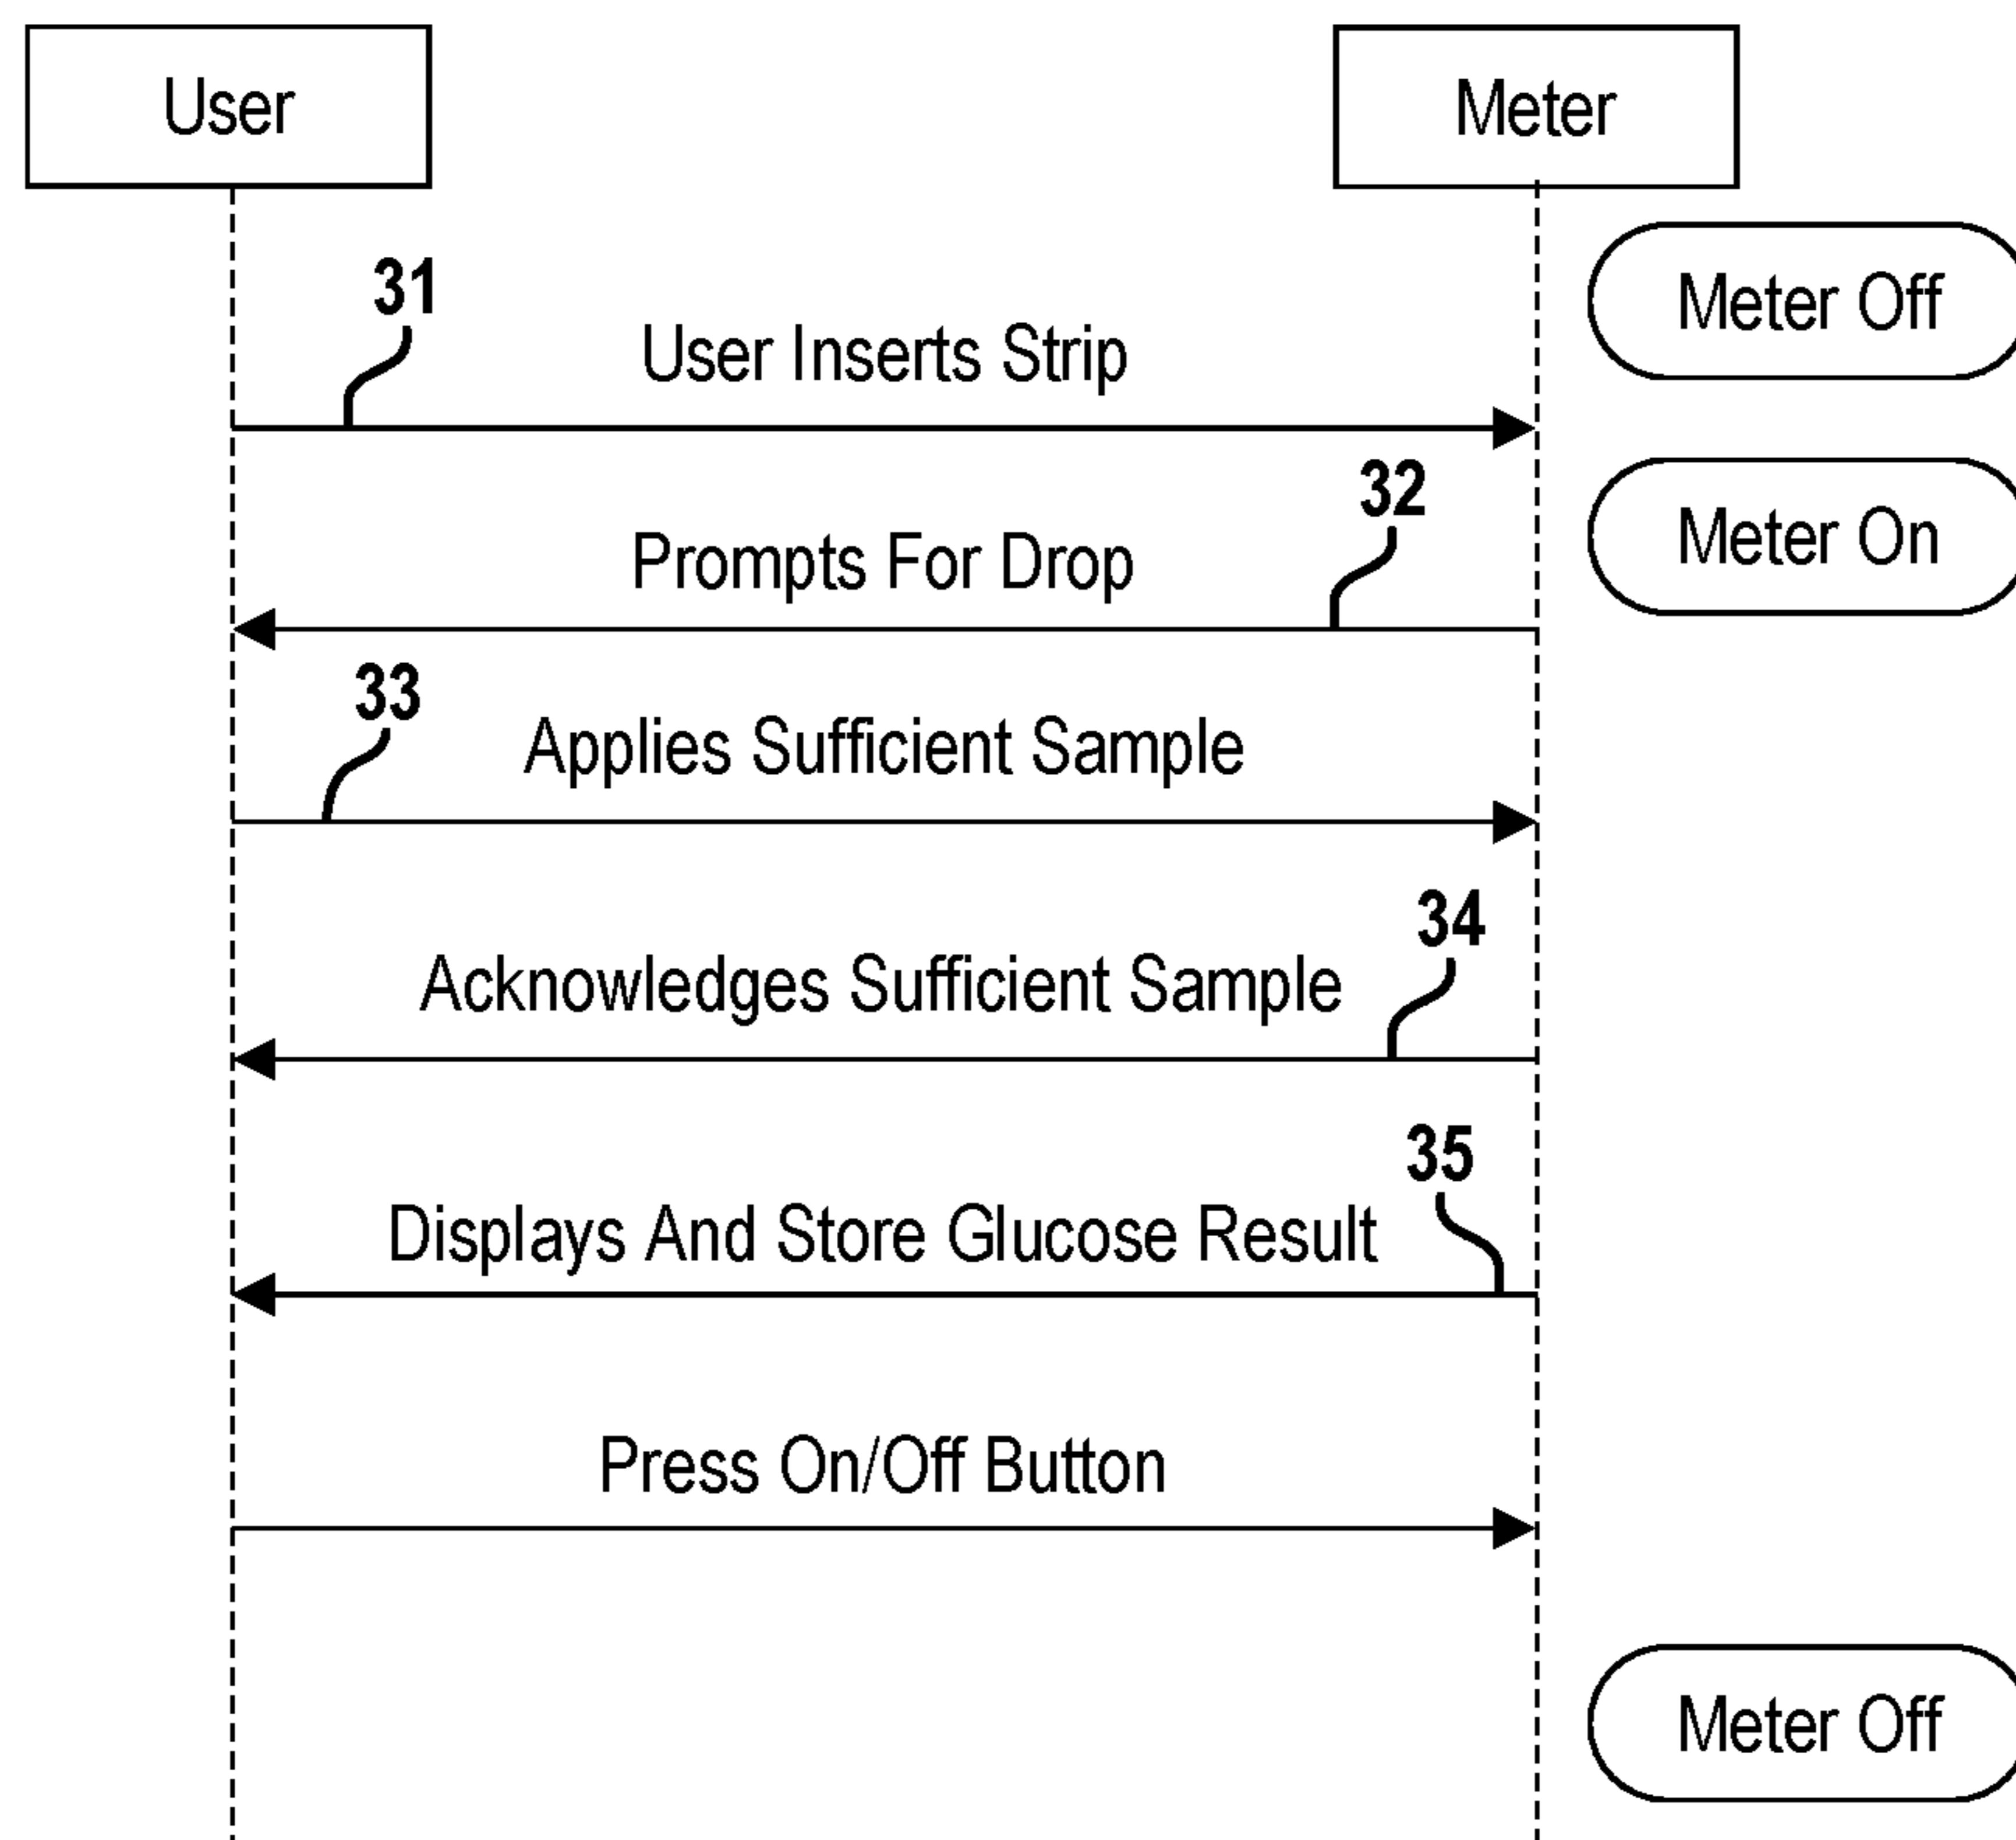 User
Meter
Meter Off
31
User Inserts Strip
Meter On
32
Prompts For Drop
33
Applies Sufficient Sample
34
Acknowledges Sufficient Sample
35
Displays And Store Glucose Result
Press On/Off Button
Meter Off